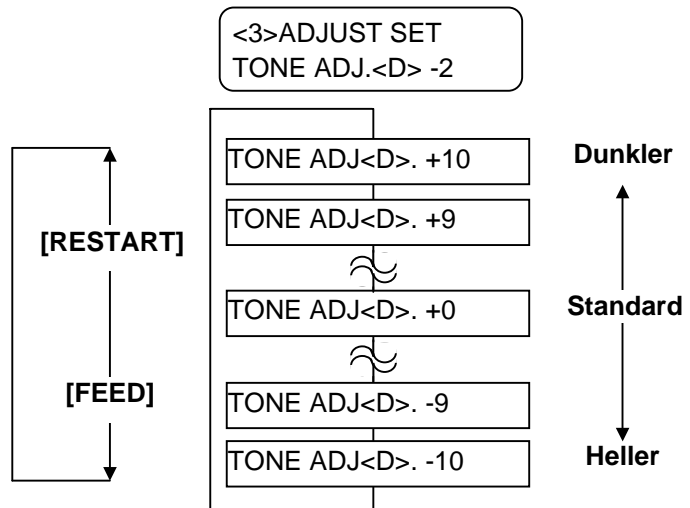 <3>ADJUST SET
TONE ADJ.<D> -2
TONE ADJ<D>. +10
Dunkler
TONE ADJ<D>. +9
[RESTART]
TONE ADJ<D>. +0
Standard
[FEED]
TONE ADJ<D>. -9
TONE ADJ<D>. -10
Heller